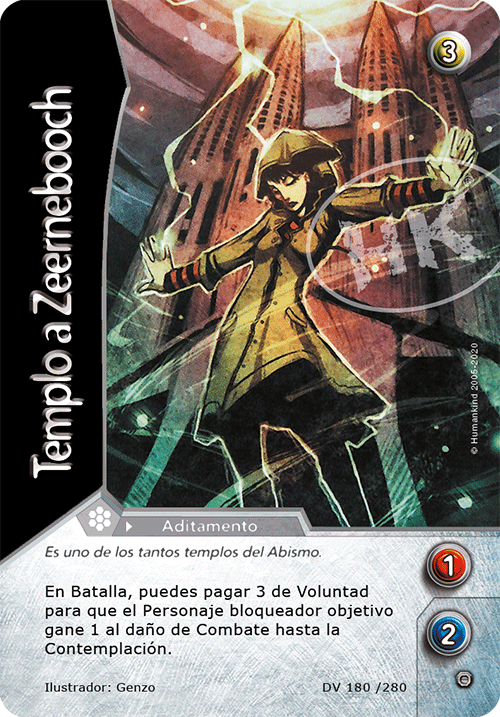 3
Templo a Zeernebooch
HK
© Humankind 2005-2020
Aditamento
Es uno de los tantos templos del Abismo.
En Batalla, puedes pagar 3 de Voluntad
para que el Personaje bloqueador objetivo
gane 1 al daño de Combate hasta la
Contemplación.
1
2
Ilustrador: Genzo
DV 180 /280